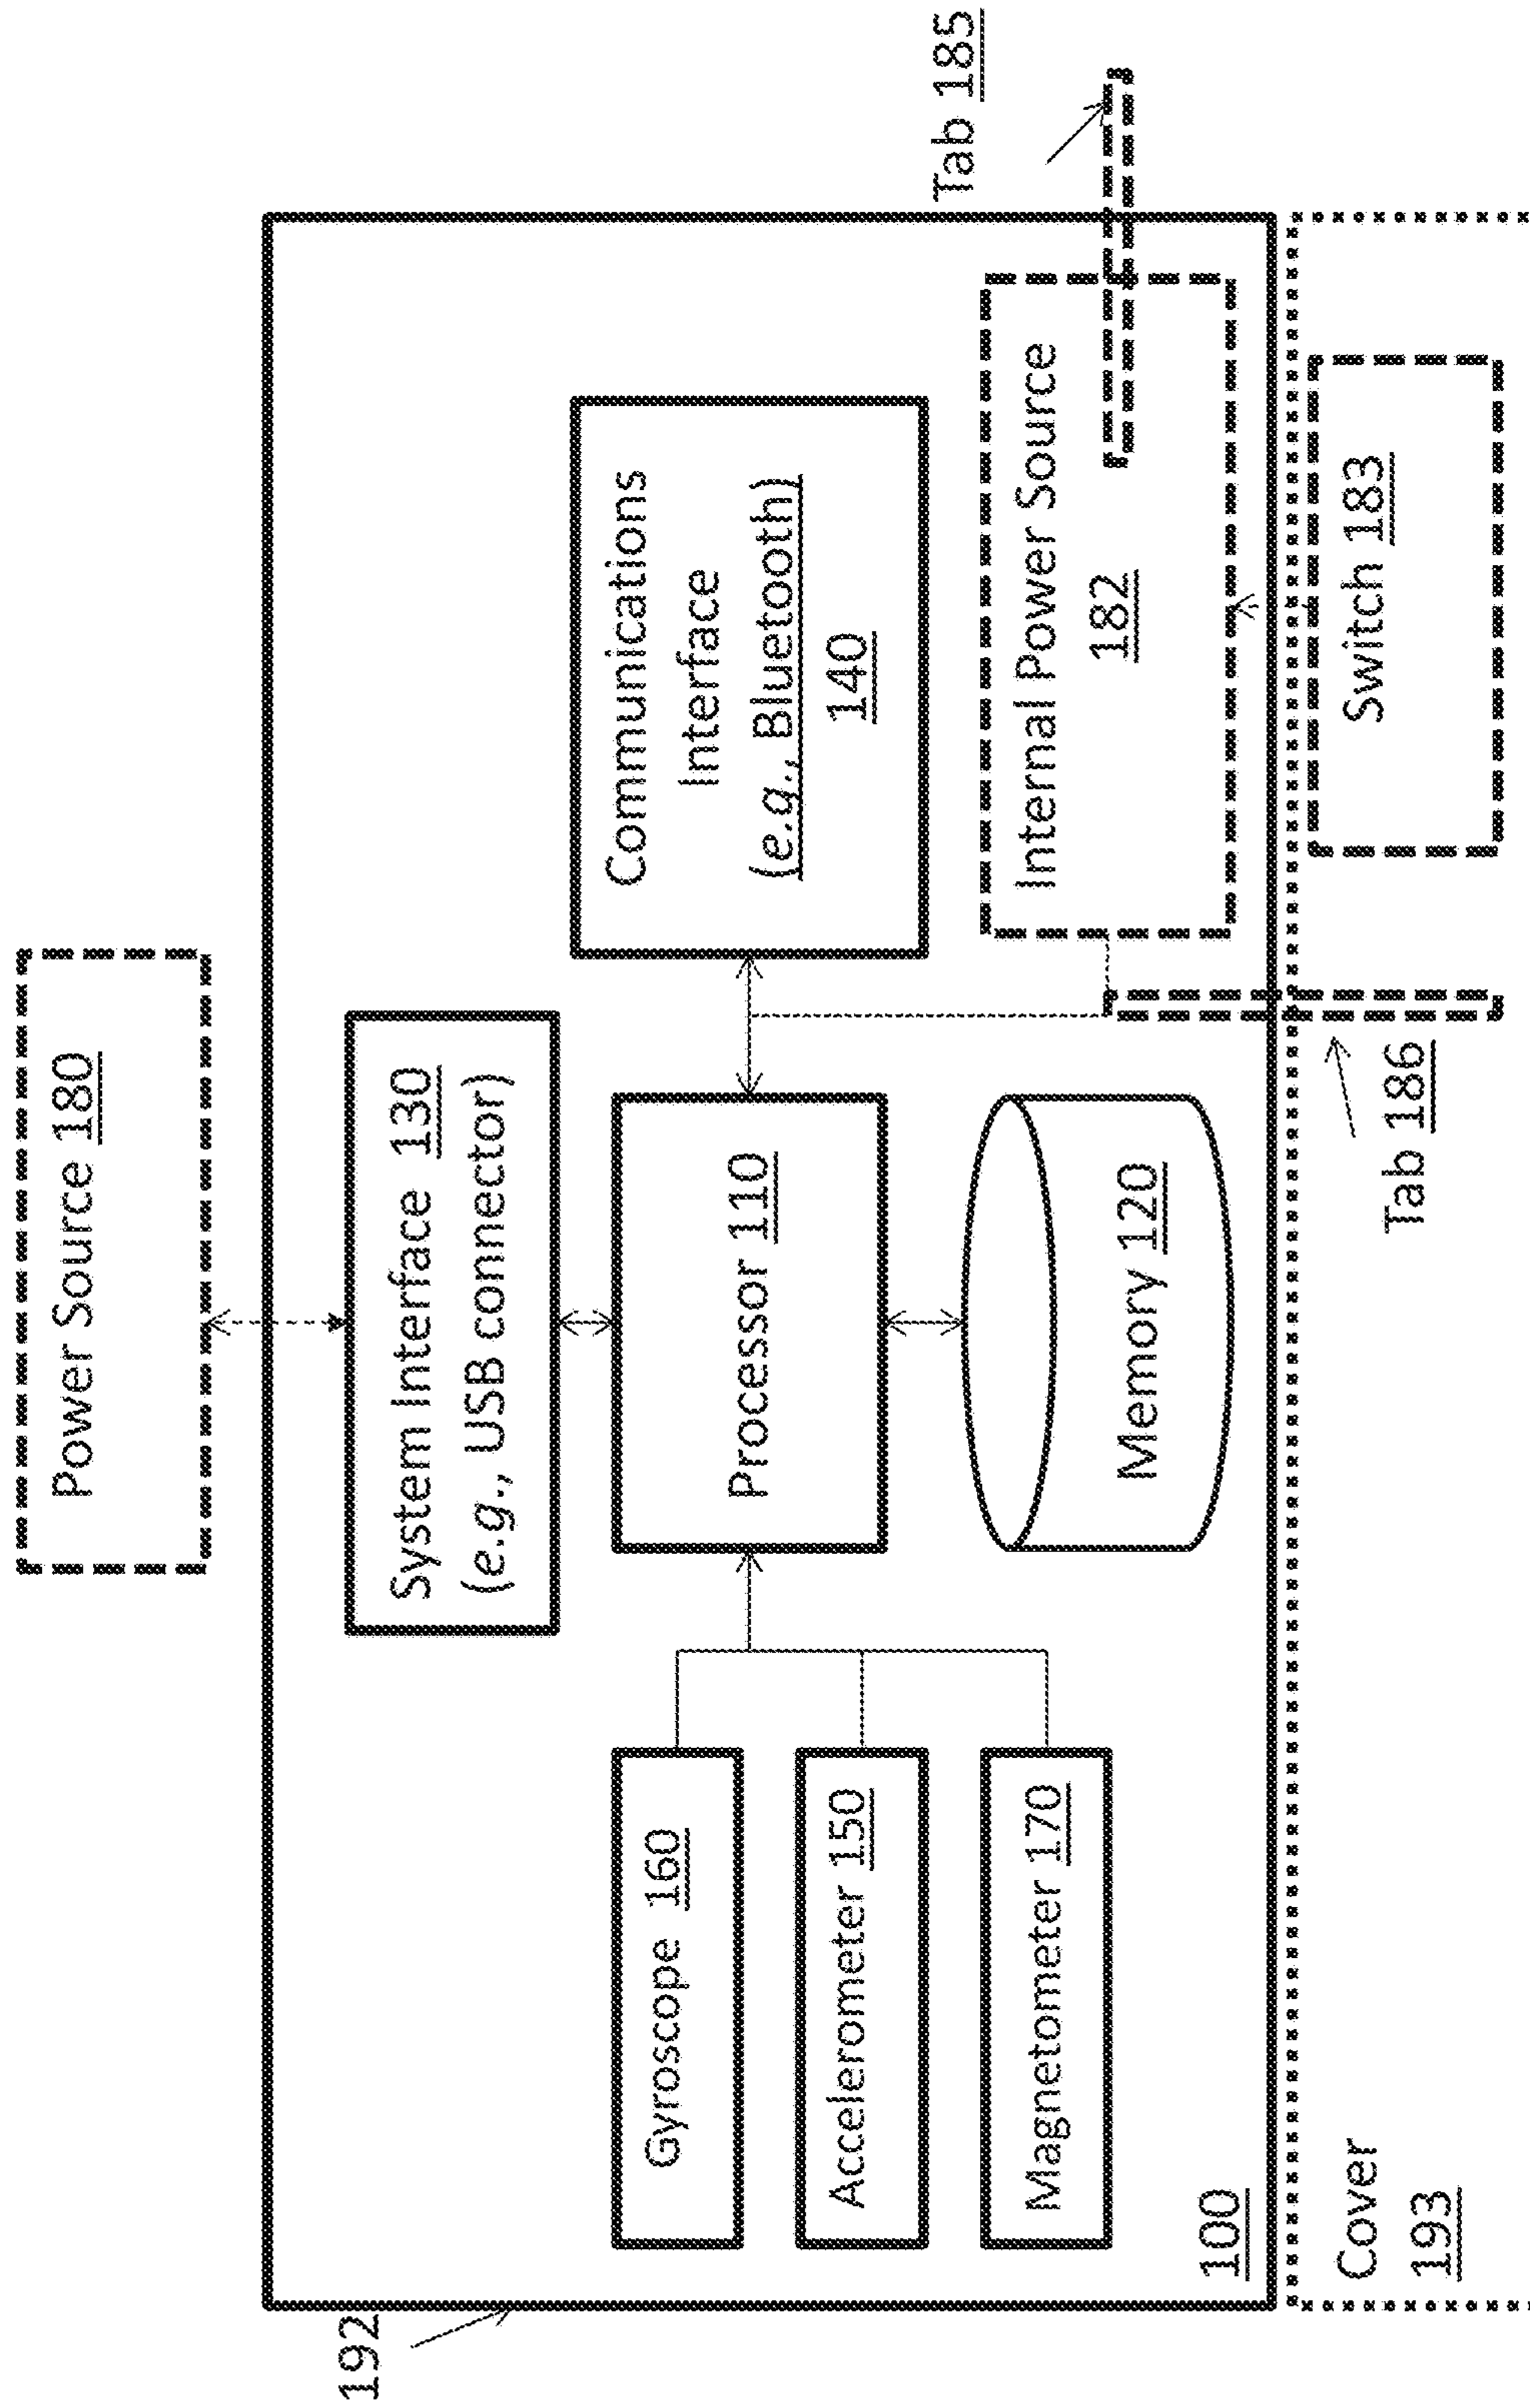 Power Source 180
192
System Interface 130
(e.g., USB connector)
Gyroscope 160
Accelerometer 150
Magnetometer 170
Processor 110
Memory 120
Communications
Interface
(e.g., Bluetooth)
140
Internal Power Source
182
Tab 185
100
Cover
193
Tab 186
Switch 183